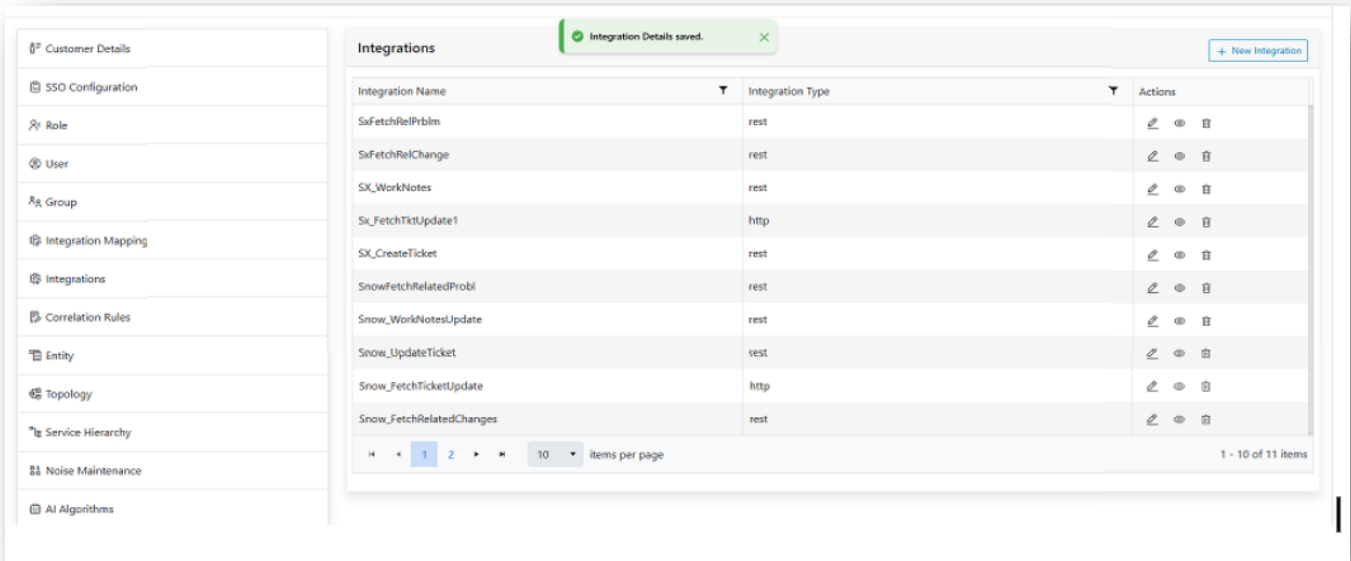 Customer Details
SSO Configuration
Role
User
Group
Integration Mapping
Integrations
Correlation Rules
Entity
Topology
Service Hierarchy
Noise Maintenance
AI Algorithms
Integration Details saved.
Integrations
+ New Integration
Integration Name Integration Type Actions
SxFetchRelPrblm rest
SxFetchRelChange rest
SX_WorkNotes rest
Sx_FetchTktUpdate1 http
SX_CreateTicket rest
SnowFetchRelatedProbl rest
Snow_WorkNotesUpdate rest
Snow_UpdateTicket rest
Snow_FetchTicketUpdate http
Snow_FetchRelatedChanges rest
1 2 10 items per page 1 - 10 of 11 items